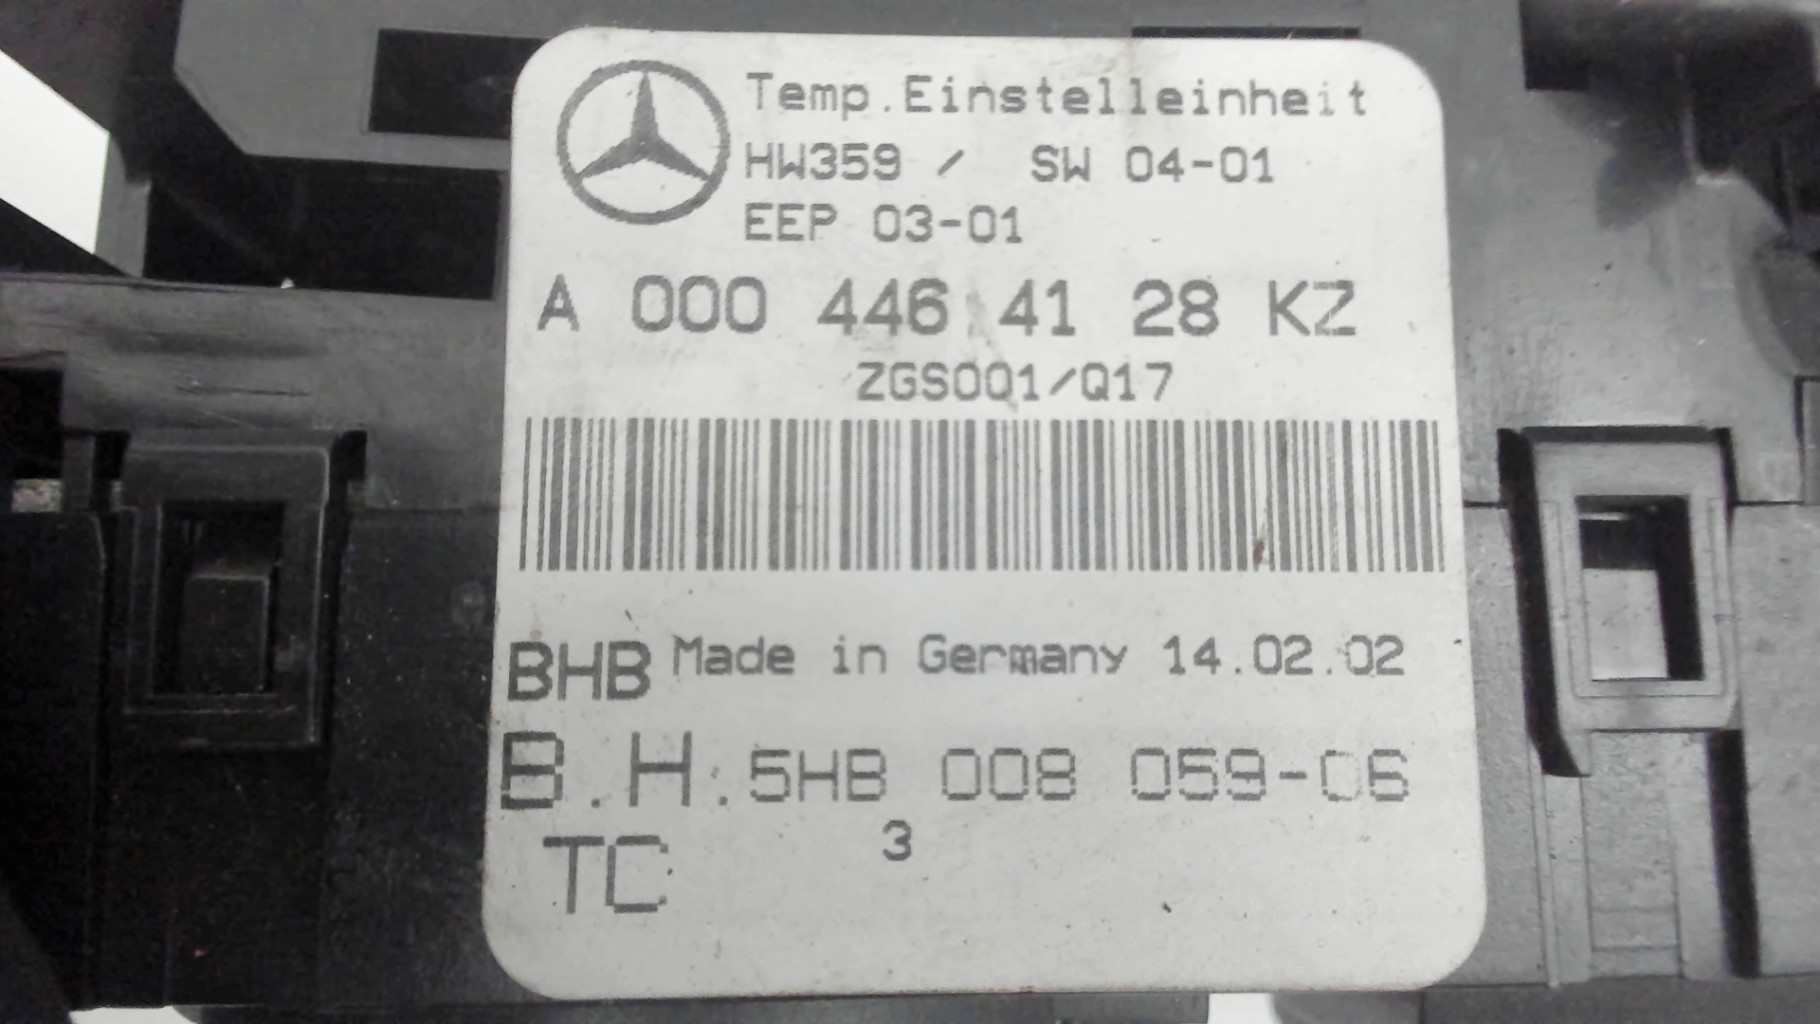 Temp.Einstelleinheit
HW359 / SW 04-01
EEP 03-01
A 000 446 41 28 KZ
ZGS001/Q17
BHB Made in Germany 14.02.02
B.H.5HB 008 059-06
3
TC